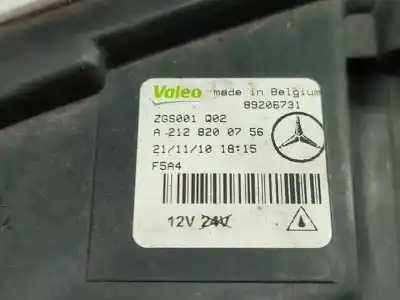 Valeo made in Belgium
89206731
ZGS001 Q02
A 212 820 07 56
21/11/10 18:15
F5A4
12V 24V